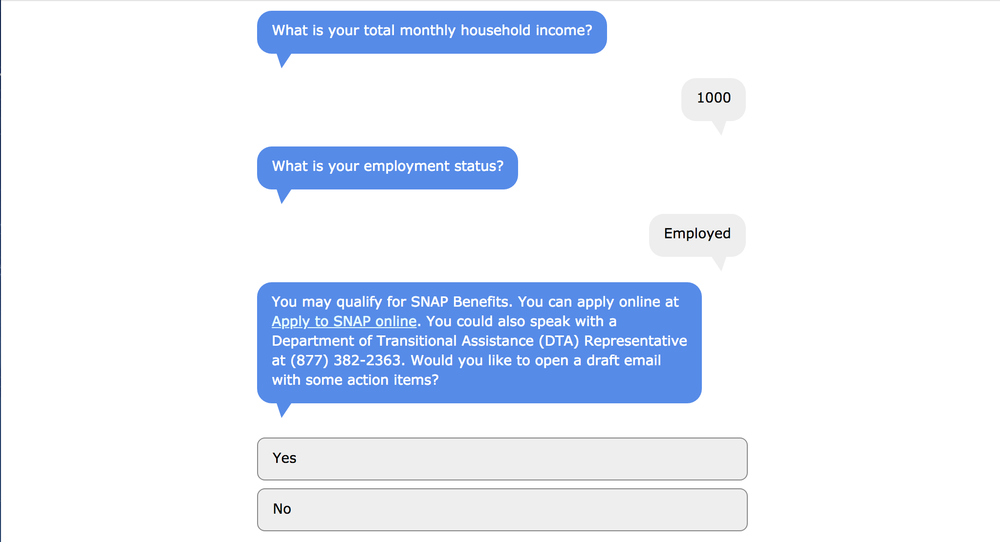 What is your total monthly household income?
1000
What is your employment status?
Employed
You may qualify for SNAP Benefits. You can apply online at
Apply to SNAP online. You could also speak with a
Department of Transitional Assistance (DTA) Representative
at (877) 382-2363. Would you like to open a draft email
with some action items?
Yes
No